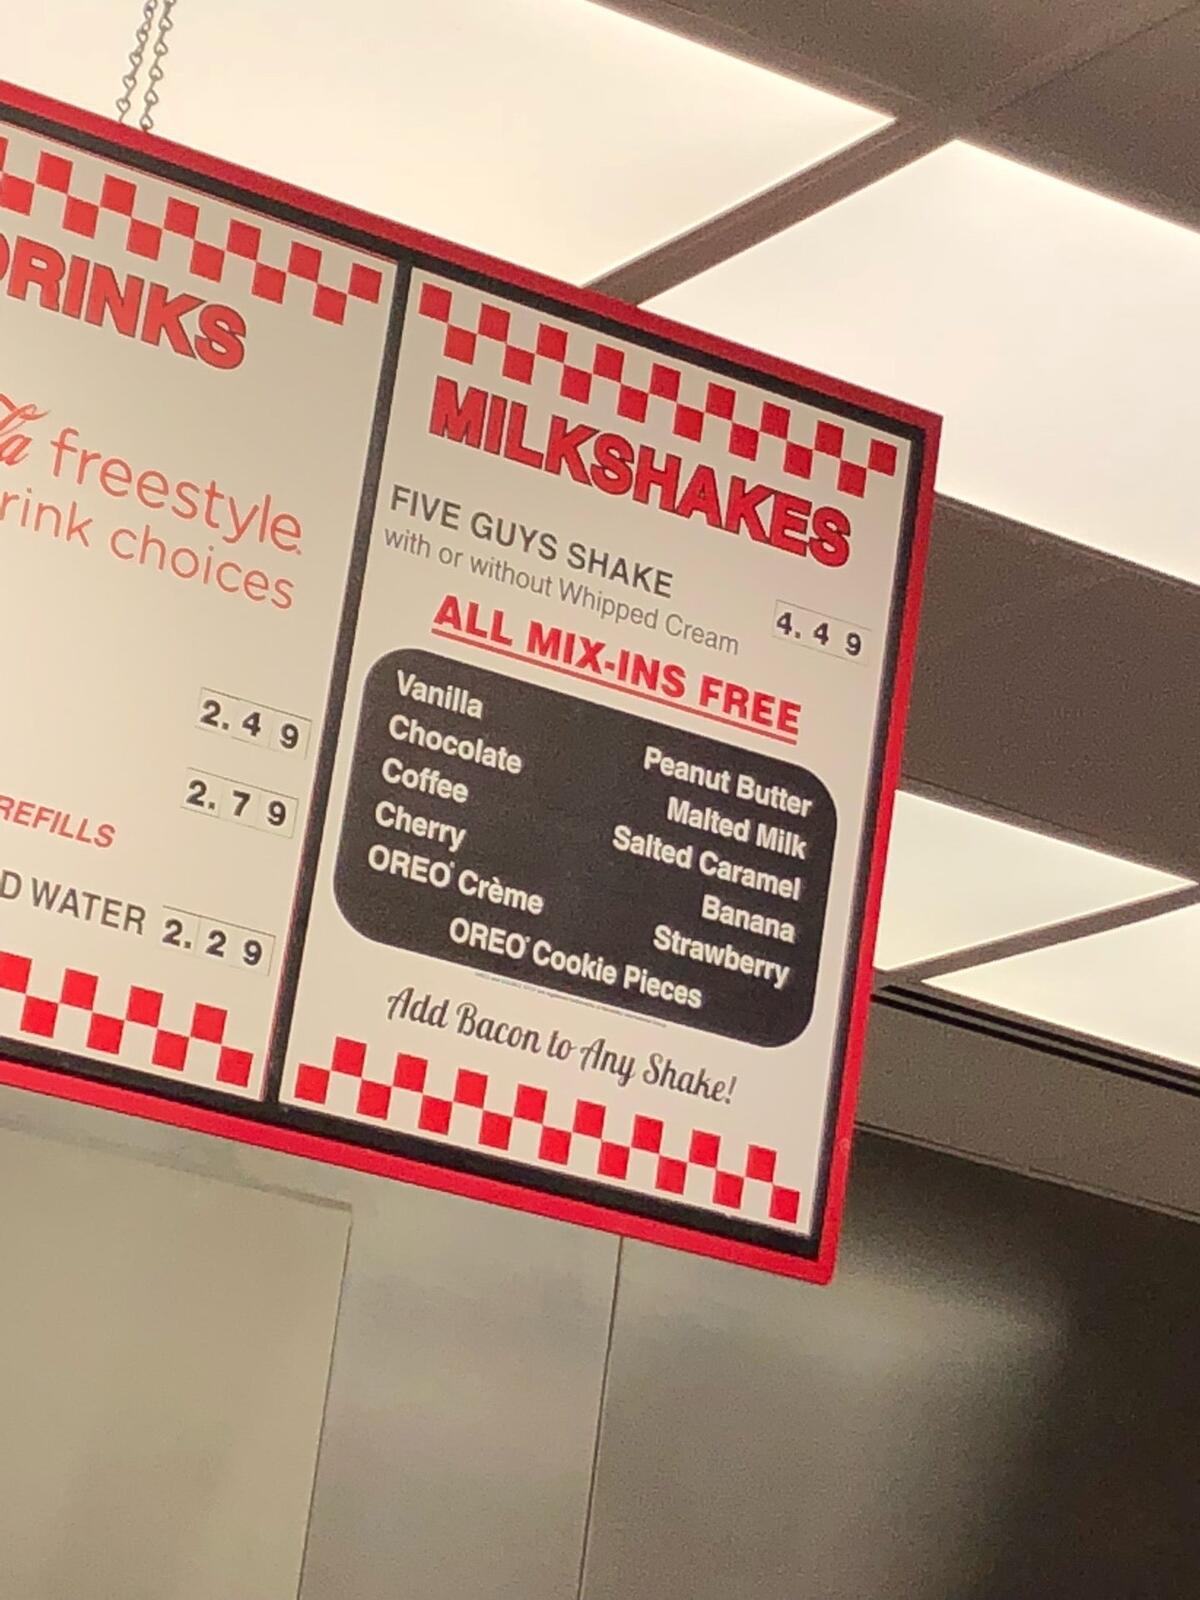 DRINKS
freestyle
drink choices
2.49
2.79
REFILLS
D WATER 2.29
MILKSHAKES
FIVE GUYS SHAKE
with or without Whipped Cream
4.49
ALL MIX-INS FREE
Vanilla
Chocolate
Coffee
Cherry
OREO® Crème
Peanut Butter
Malted Milk
Salted Caramel
Banana
Strawberry
OREO® Cookie Pieces
Add Bacon to Any Shake!